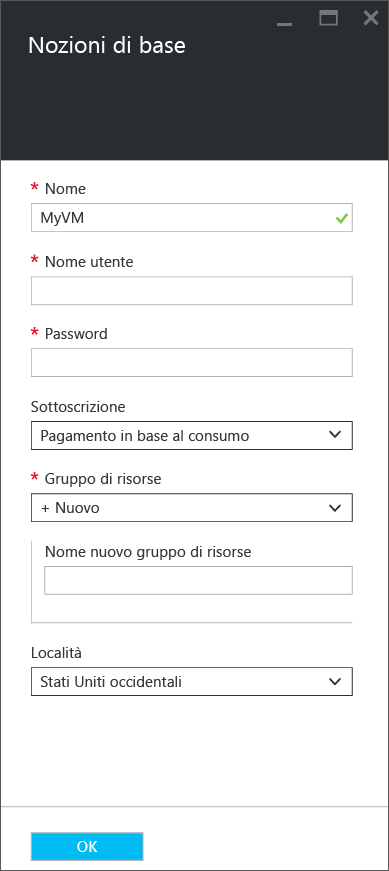 Nozioni di base
* Nome
MyVM
* Nome utente
* Password
Sottoscrizione
Pagamento in base al consumo
* Gruppo di risorse
+ Nuovo
Nome nuovo gruppo di risorse
Località
Stati Uniti occidentali
OK